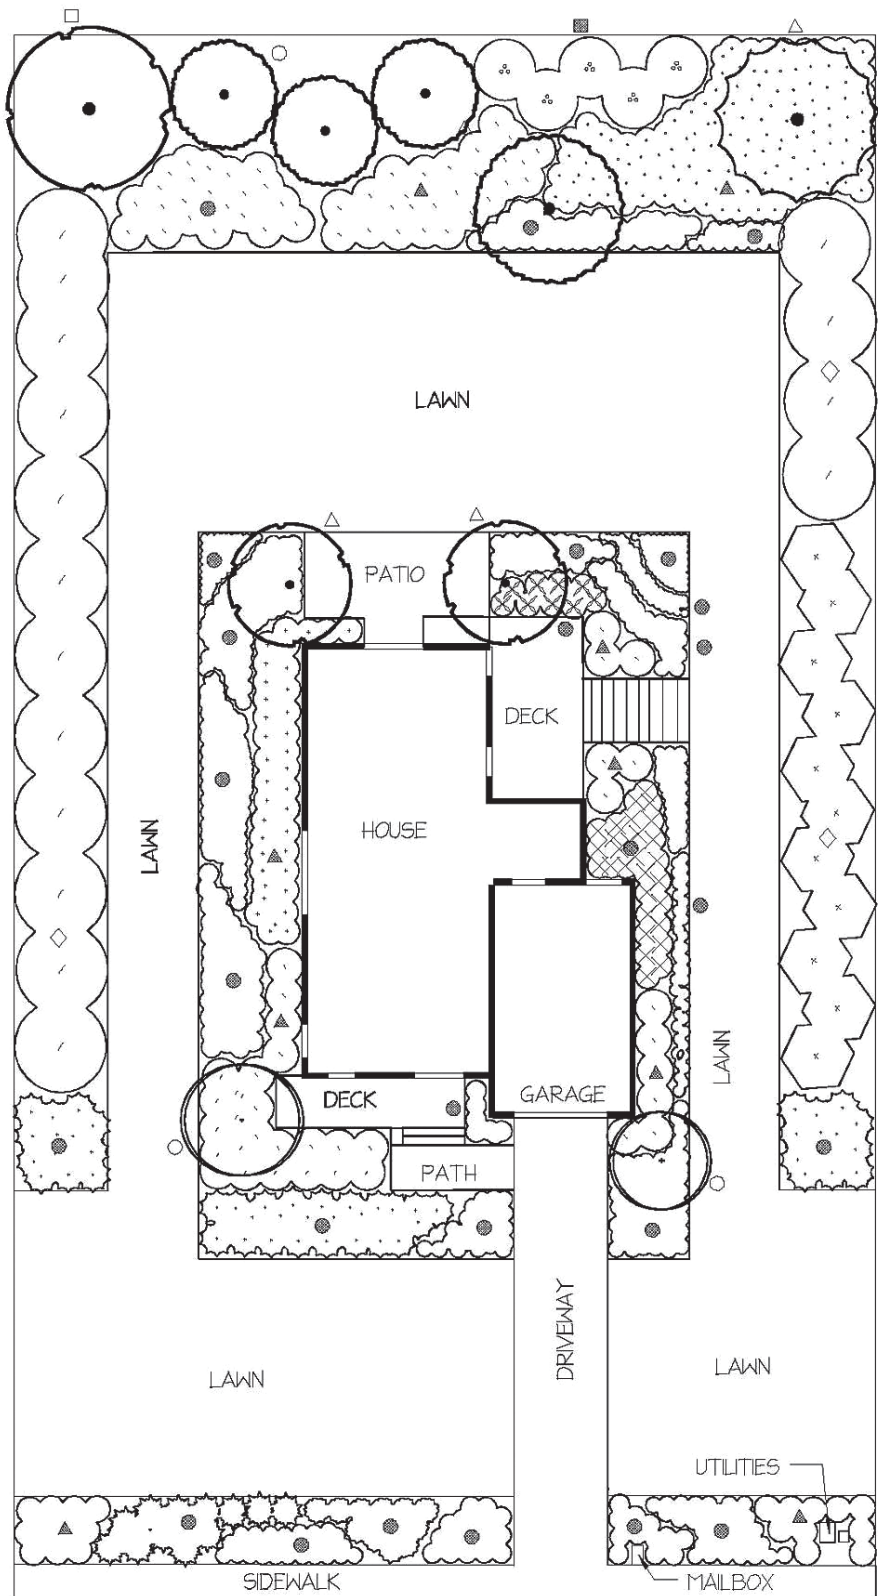 LAWN
PATIO
DECK
HOUSE
LAWN
LAWN
GARAGE
DECK
PATH
DRIVEWAY
LAWN
LAWN
UTILITIES
SIDEWALK
MAILBOX